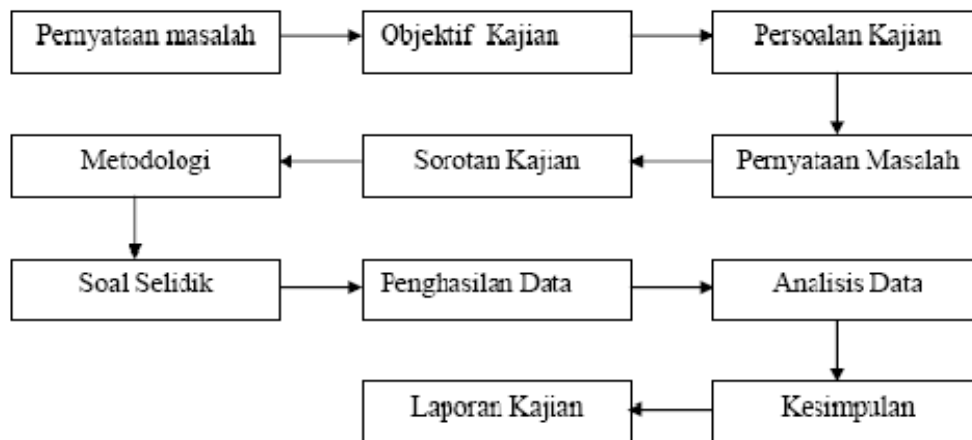 Pernyataan masalah
Objektif Kajian
Persoalan Kajian
Pernyataan Masalah
Sorotan Kajian
Metodologi
Soal Selidik
Penghasilan Data
Analisis Data
Kesimpulan
Laporan Kajian